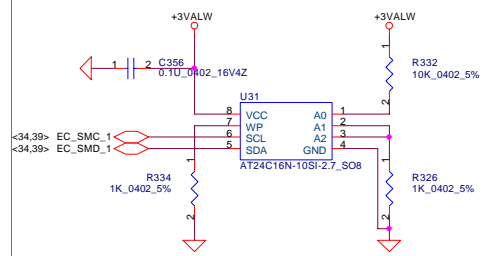 +3VALW
+3VALW
1
2
C356
0.1U_0402_16V4Z
1
R332
10K_0402_5%
2
U31
8 VCC A0 1
7 WP A1 2
6 SCL A2 3
5 SDA GND 4
<34,39> EC_SMC_1
<34,39> EC_SMD_1
AT24C16N-10SI-2.7_SO8
1
R334
1K_0402_5%
2
1
R326
1K_0402_5%
2